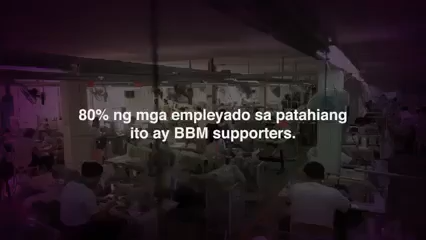 80% ng mga empleyado sa patahiang
ito ay BBM supporters.